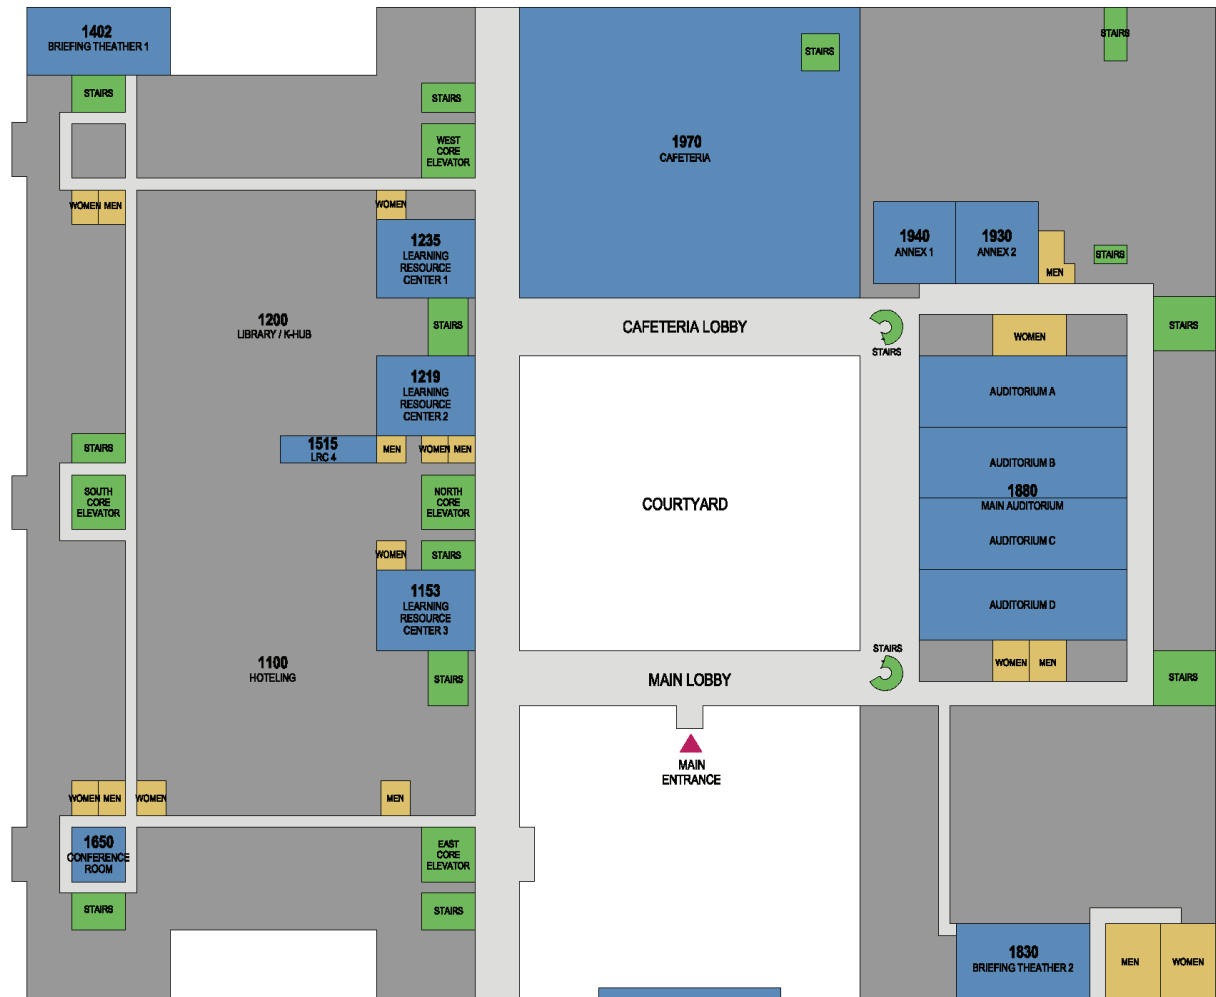 1402
BRIEFING THEATHER 1
STAIRS
STAIRS
WEST
CORE
ELEVATOR
WOMEN
MEN
WOMEN
1235
LEARNING
RESOURCE
CENTER 1
1200
LIBRARY / K-HUB
STAIRS
1219
LEARNING
RESOURCE
CENTER 2
1515
LRC 4
MEN
WOMEN
MEN
STAIRS
SOUTH
CORE
ELEVATOR
NORTH
CORE
ELEVATOR
WOMEN
STAIRS
1153
LEARNING
RESOURCE
CENTER 3
1100
HOTELING
STAIRS
WOMEN
MEN
WOMEN
MEN
1650
CONFERENCE
ROOM
EAST
CORE
ELEVATOR
STAIRS
STAIRS
STAIRS
1970
CAFETERIA
CAFETERIA LOBBY
STAIRS
COURTYARD
MAIN LOBBY
STAIRS
MAIN
ENTRANCE
STAIRS
1940
ANNEX 1
1930
ANNEX 2
MEN
STAIRS
STAIRS
WOMEN
AUDITORIUM A
AUDITORIUM B
1880
MAIN AUDITORIUM
AUDITORIUM C
AUDITORIUM D
WOMEN
MEN
STAIRS
1830
BRIEFING THEATHER 2
MEN
WOMEN